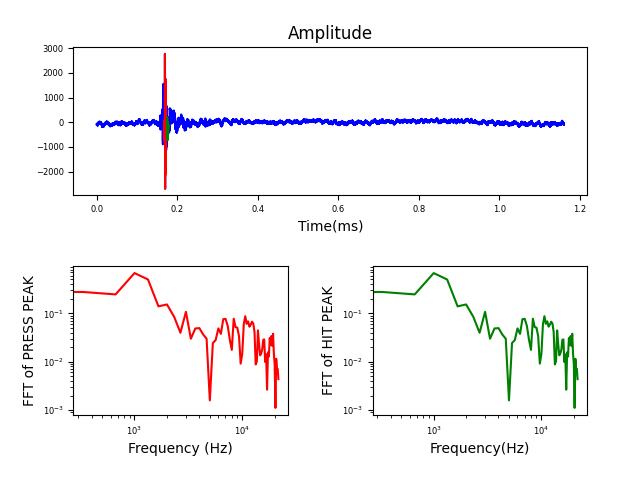 Amplitude
3000
2000
1000
0
−1000
−2000
0.0 0.2 0.4 0.6 0.8 1.0 1.2
Time(ms)
FFT of PRESS PEAK
10⁻¹
10⁻²
10⁻³
10³ 10⁴
Frequency (Hz)
FFT of HIT PEAK
10⁻¹
10⁻²
10⁻³
10³ 10⁴
Frequency(Hz)